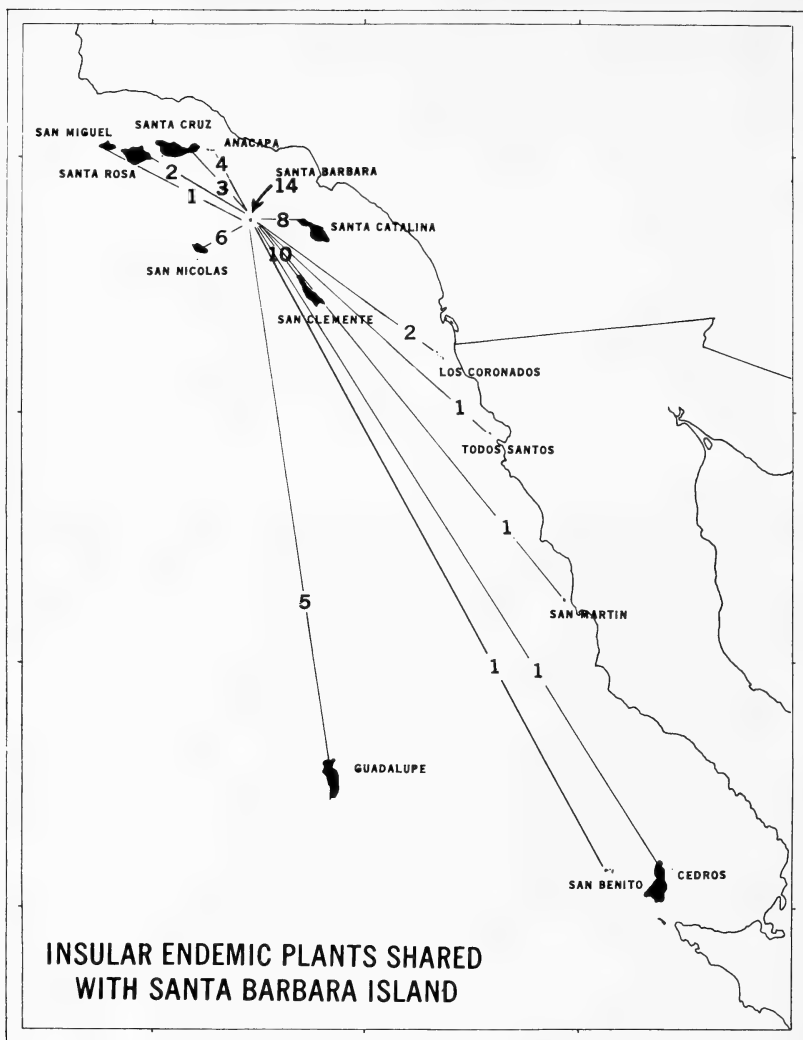 SAN MIGUEL
SANTA CRUZ
ANACAPA
SANTA ROSA
SANTA BARBARA
4
2
3
14
1
8
SANTA CATALINA
6
SAN NICOLAS
10
SAN CLEMENTE
2
LOS CORONADOS
1
TODOS SANTOS
1
5
SAN MARTIN
1
1
GUADALUPE
SAN BENITO
CEDROS
INSULAR ENDEMIC PLANTS SHARED
WITH SANTA BARBARA ISLAND